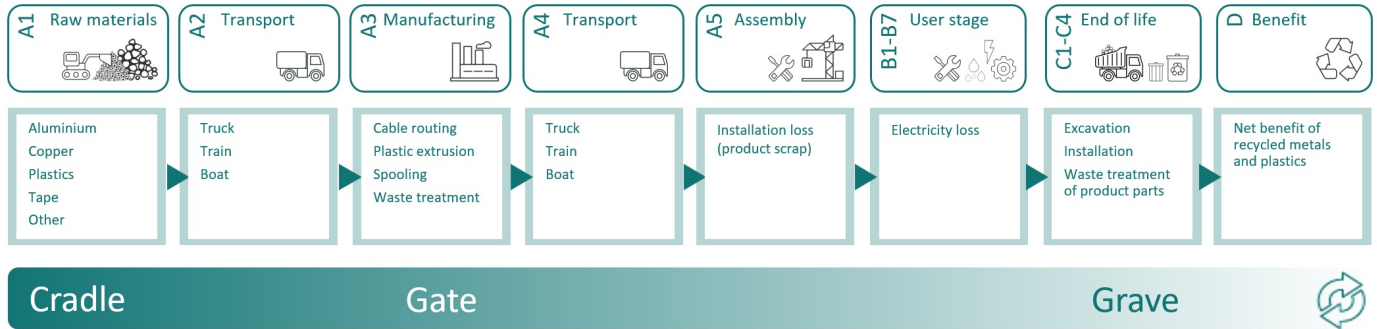 A1 Raw materials
A2 Transport
A3 Manufacturing
A4 Transport
A5 Assembly
B1-B7 User stage
C1-C4 End of life
D Benefit
Aluminium
Copper
Plastics
Tape
Other
Truck
Train
Boat
Cable routing
Plastic extrusion
Spooling
Waste treatment
Truck
Train
Boat
Installation loss
(product scrap)
Electricity loss
Excavation
Installation
Waste treatment
of product parts
Net benefit of
recycled metals
and plastics
Cradle
Gate
Grave